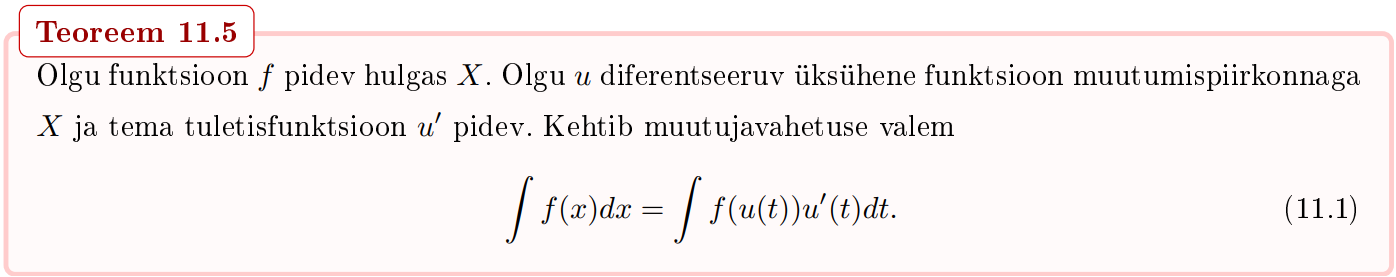 Teoreem 11.5
Olgu funktsioon f pidev hulgas X. Olgu u diferentseeruv üksühene funktsioon muutumispiirkonnaga
X ja tema tuletisfunktsioon u′ pidev. Kehtib muutujavahetuse valem
∫ f(x)dx = ∫ f(u(t))u′(t)dt. (11.1)